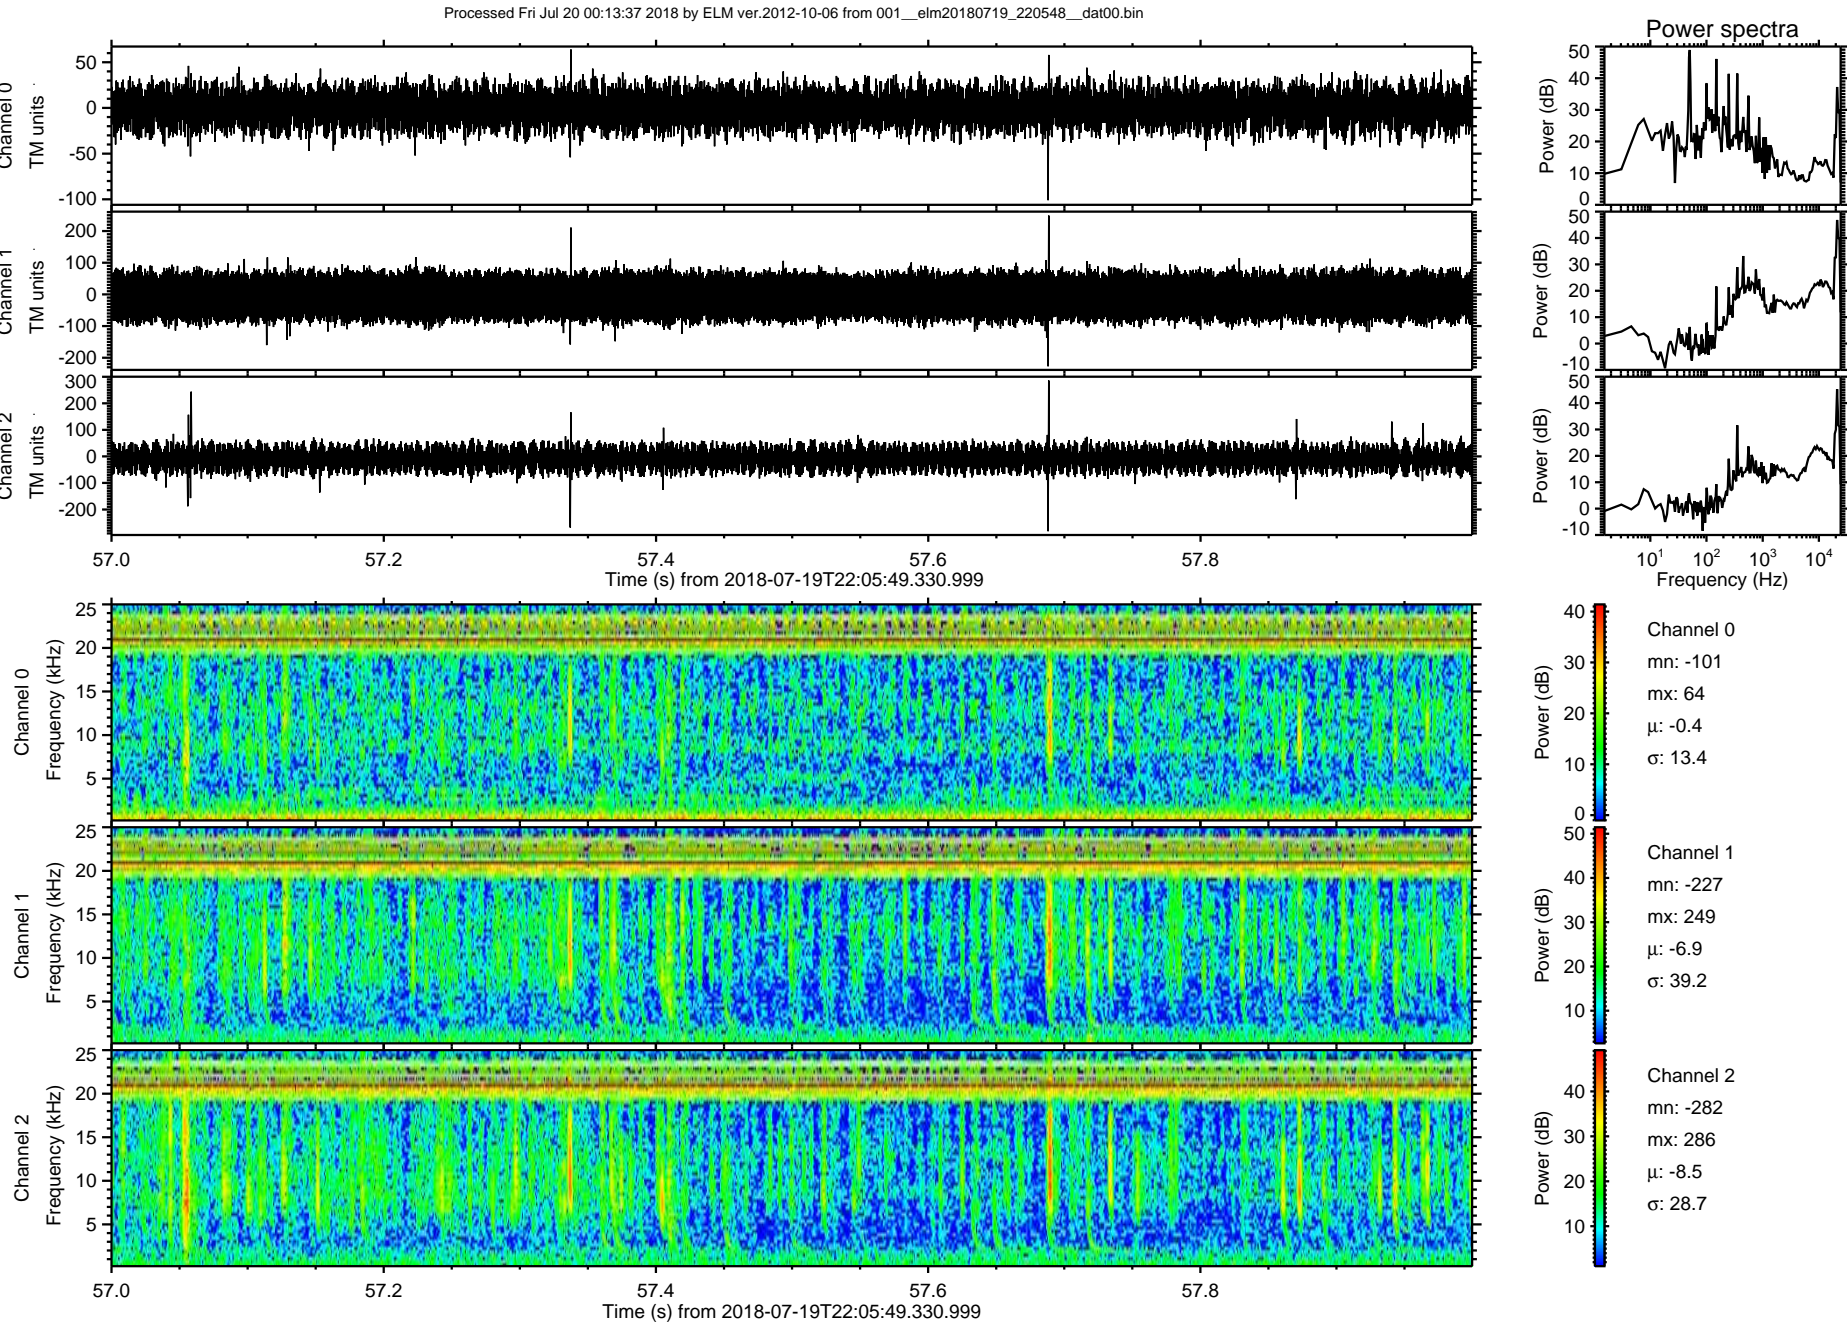 Processed Fri Jul 20 00:13:37 2018 by ELM ver.2012-10-06 from 001__elm20180719_220548__dat00.bin
Power spectra
Channel 0
TM units
50
0
-50
-100
Power (dB)
50
40
30
20
10
0
Channel 1
TM units
200
100
0
-100
-200
Power (dB)
50
40
30
20
10
0
-10
Channel 2
TM units
300
200
100
0
-100
-200
Power (dB)
50
40
30
20
10
0
-10
57.0 57.2 57.4 57.6 57.8
Time (s) from 2018-07-19T22:05:49.330.999
10¹ 10² 10³ 10⁴
Frequency (Hz)
Channel 0
Frequency (kHz)
25
20
15
10
5
Power (dB)
40
30
20
10
0
Channel 0
mn: -101
mx: 64
μ: -0.4
σ: 13.4
Channel 1
Frequency (kHz)
25
20
15
10
5
Power (dB)
50
40
30
20
10
Channel 1
mn: -227
mx: 249
μ: -6.9
σ: 39.2
Channel 2
Frequency (kHz)
25
20
15
10
5
Power (dB)
40
30
20
10
Channel 2
mn: -282
mx: 286
μ: -8.5
σ: 28.7
57.0 57.2 57.4 57.6 57.8
Time (s) from 2018-07-19T22:05:49.330.999